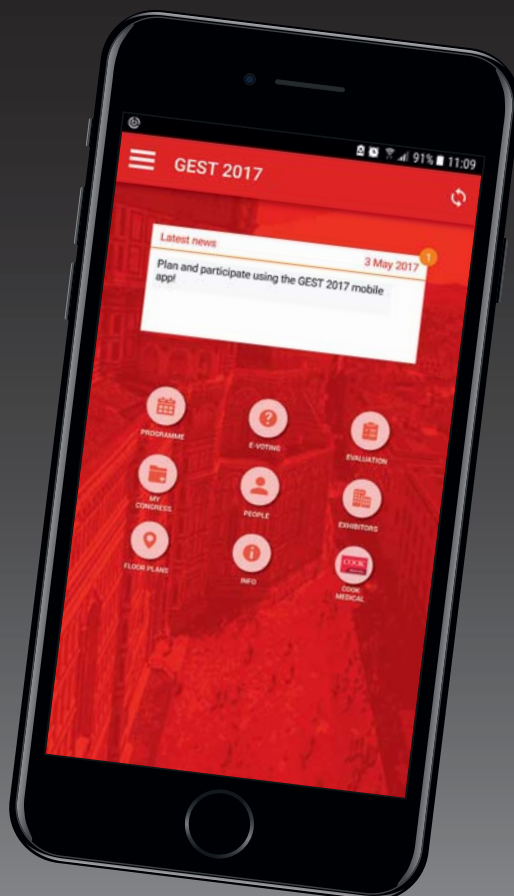 91% 11:09
GEST 2017
Latest news
3 May 2017
1
Plan and participate using the GEST 2017 mobile
app!
PROGRAMME
E-VOTING
EVALUATION
MY
CONGRESS
PEOPLE
EXHIBITORS
FLOOR PLANS
INFO
COOK
COOK
MEDICAL